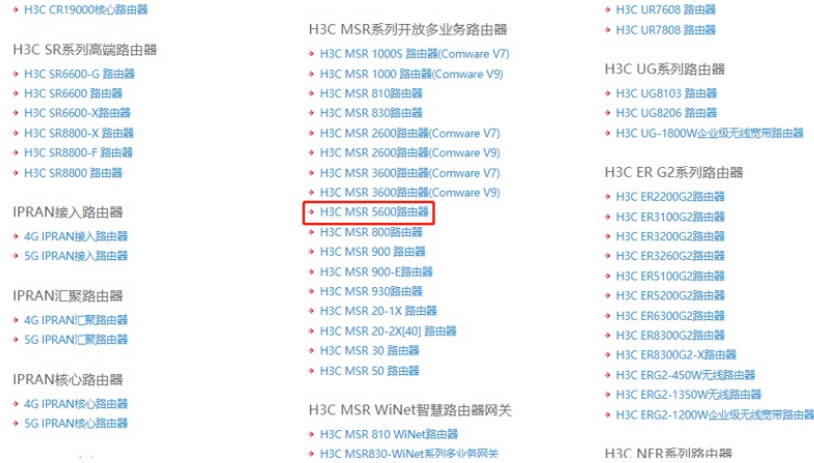 H3C CR19000核心路由器
H3C SR系列高端路由器
H3C SR6600-G 路由器
H3C SR6600 路由器
H3C SR6600-X路由器
H3C SR8800-X 路由器
H3C SR8800-F 路由器
H3C SR8800 路由器
IPRAN接入路由器
4G IPRAN接入路由器
5G IPRAN接入路由器
IPRAN汇聚路由器
4G IPRAN汇聚路由器
5G IPRAN汇聚路由器
IPRAN核心路由器
4G IPRAN核心路由器
5G IPRAN核心路由器
H3C MSR系列开放多业务路由器
H3C MSR 1000S 路由器(Comware V7)
H3C MSR 1000 路由器(Comware V9)
H3C MSR 810路由器
H3C MSR 830路由器
H3C MSR 2600路由器(Comware V7)
H3C MSR 2600路由器(Comware V9)
H3C MSR 3600路由器(Comware V7)
H3C MSR 3600路由器(Comware V9)
H3C MSR 5600路由器
H3C MSR 800路由器
H3C MSR 900 路由器
H3C MSR 900-E路由器
H3C MSR 930路由器
H3C MSR 20-1X 路由器
H3C MSR 20-2X[40] 路由器
H3C MSR 30 路由器
H3C MSR 50 路由器
H3C MSR WiNet智慧路由器网关
H3C MSR 810 WiNet路由器
H3C MSR830-WiNet系列多业务网关
H3C UR7608 路由器
H3C UR7808 路由器
H3C UG系列路由器
H3C UG8103 路由器
H3C UG8206 路由器
H3C UG-1800W企业级无线宽带路由器
H3C ER G2系列路由器
H3C ER2200G2路由器
H3C ER3100G2路由器
H3C ER3200G2路由器
H3C ER3260G2路由器
H3C ER5100G2路由器
H3C ER5200G2路由器
H3C ER6300G2路由器
H3C ER8300G2路由器
H3C ER8300G2-X路由器
H3C ERG2-450W无线路由器
H3C ERG2-1350W无线路由器
H3C ERG2-1200W企业级无线宽带路由器
H3C NER系列路由器